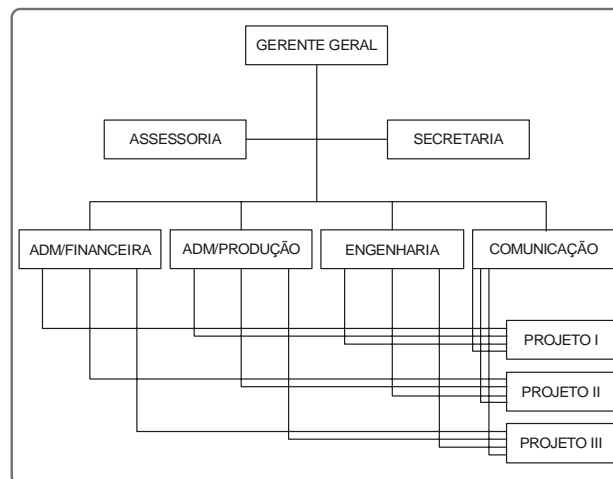 GERENTE GERAL
ASSESSORIA
SECRETARIA
ADM/FINANCEIRA
ADM/PRODUÇÃO
ENGENHARIA
COMUNICAÇÃO
PROJETO I
PROJETO II
PROJETO III